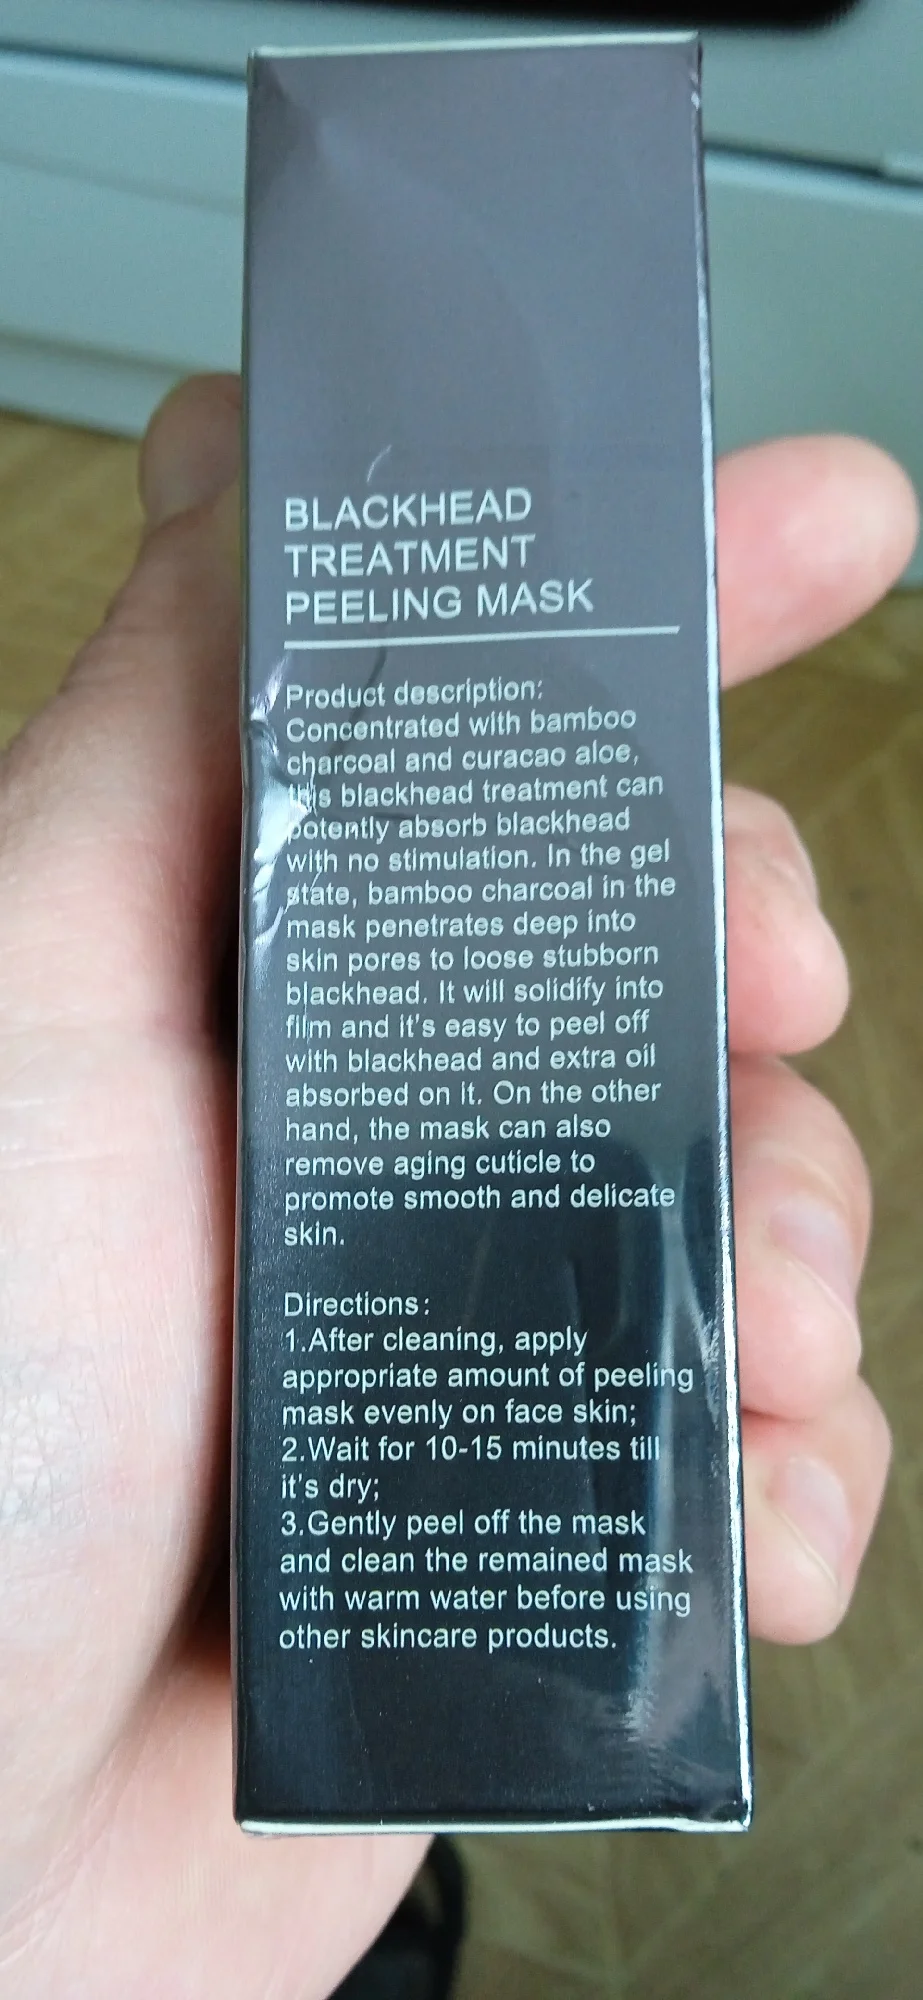 BLACKHEAD
TREATMENT
PEELING MASK
Product description:
Concentrated with bamboo
charcoal and curacao aloe,
this blackhead treatment can
potently absorb blackhead
with no stimulation. In the gel
state, bamboo charcoal in the
mask penetrates deep into
skin pores to loose stubborn
blackhead. It will solidify into
film and it's easy to peel off
with blackhead and extra oil
absorbed on it. On the other
hand, the mask can also
remove aging cuticle to
promote smooth and delicate
skin.
Directions:
1.After cleaning, apply
appropriate amount of peeling
mask evenly on face skin;
2.Wait for 10-15 minutes till
it's dry;
3.Gently peel off the mask
and clean the remained mask
with warm water before using
other skincare products.